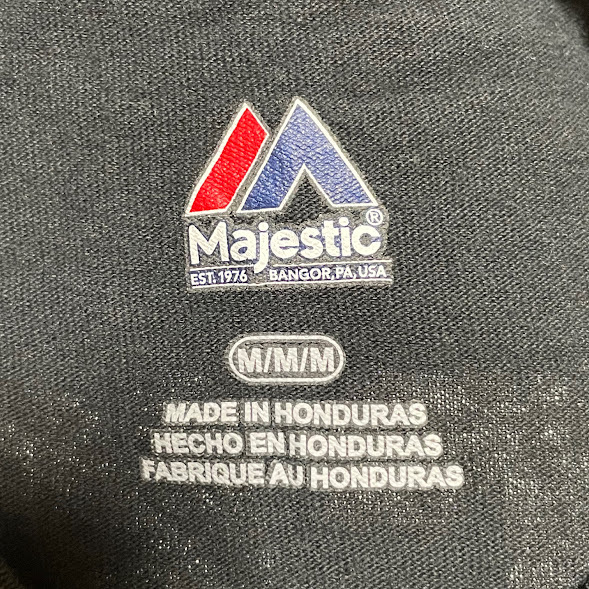 Majestic®
EST. 1976 BANGOR, PA, USA
M/M/M
MADE IN HONDURAS
HECHO EN HONDURAS
FABRIQUE AU HONDURAS